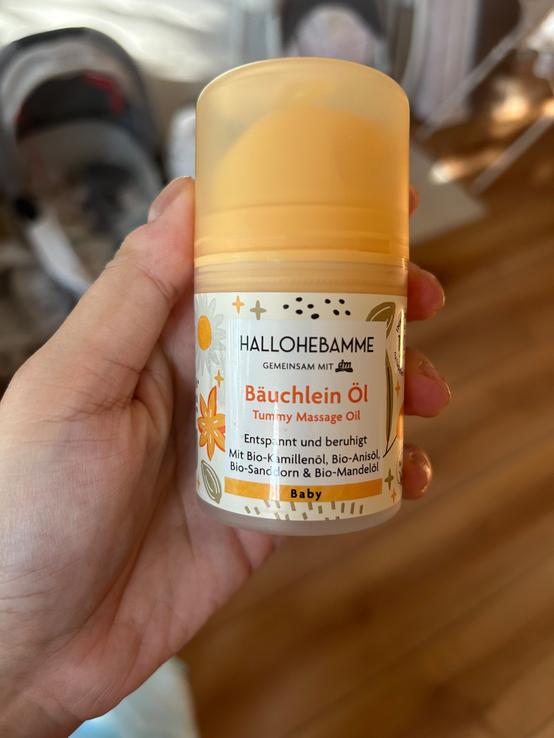 HALLOHEBAMME
GEMEINSAM MIT dm
Bäuchlein Öl
Tummy Massage Oil
Entspannt und beruhigt
Mit Bio-Kamillenöl, Bio-Anisöl,
Bio-Sanddorn & Bio-Mandelöl
Baby